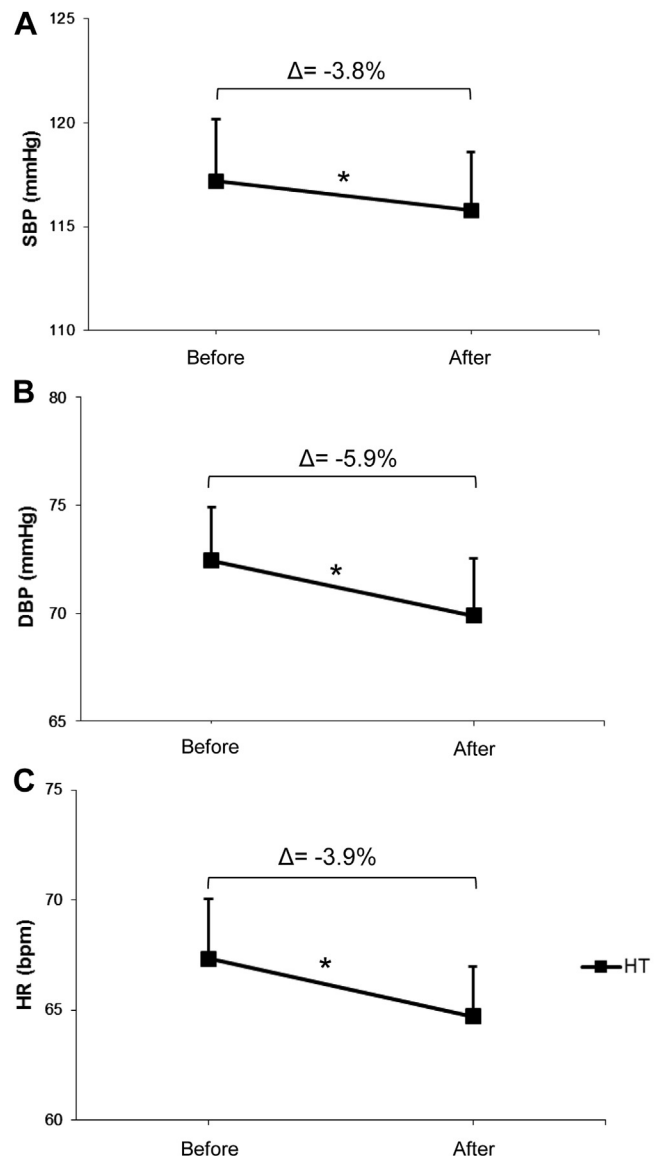 A
125
120
115
110
SBP (mmHg)
Δ= -3.8%
*
Before After
B
80
75
70
65
DBP (mmHg)
Δ= -5.9%
*
Before After
C
75
70
65
60
HR (bpm)
Δ= -3.9%
*
HT
Before After